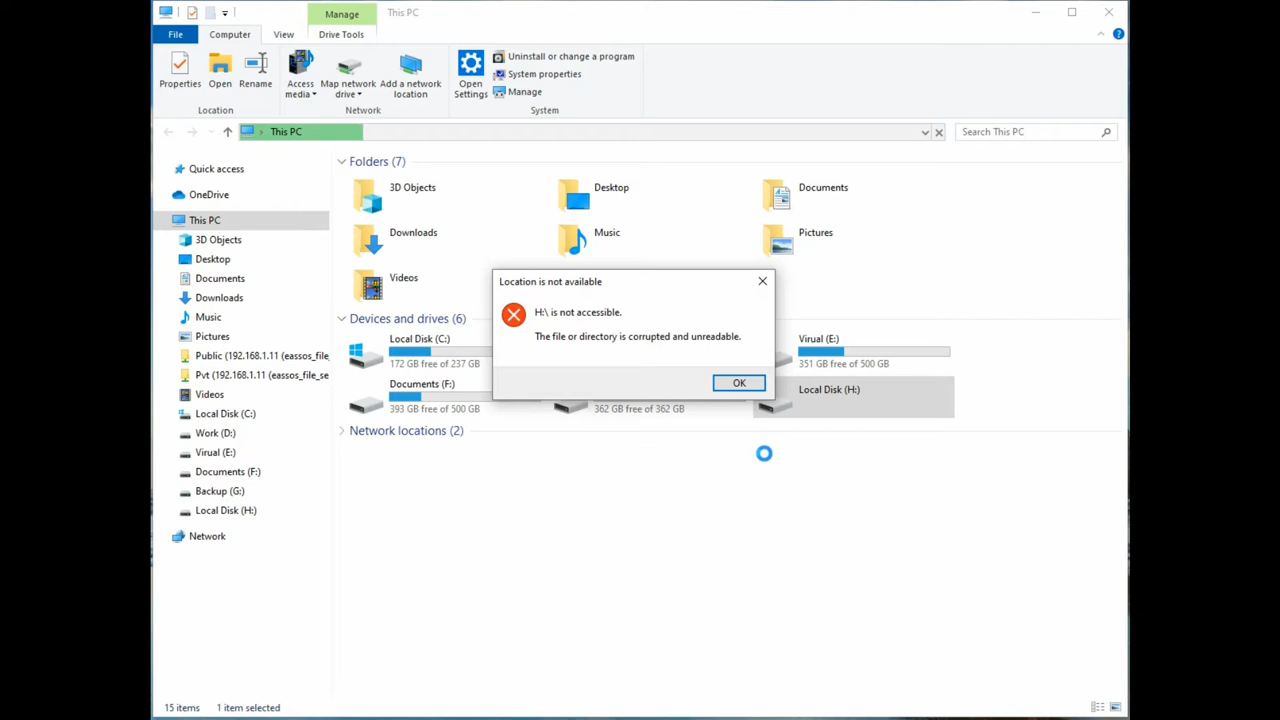 Manage
This PC
File
Computer
View
Drive Tools
Properties
Open
Rename
Access media
Map network drive
Add a network location
Open Settings
Uninstall or change a program
System properties
Manage
Location
Network
System
This PC
Search This PC
Quick access
OneDrive
This PC
3D Objects
Desktop
Documents
Downloads
Music
Pictures
Public (192.168.1.11 (eassos_file_
Pvt (192.168.1.11 (eassos_file_se
Videos
Local Disk (C:)
Work (D:)
Virual (E:)
Documents (F:)
Backup (G:)
Local Disk (H:)
Network
Folders (7)
3D Objects
Desktop
Documents
Downloads
Music
Pictures
Videos
Devices and drives (6)
Local Disk (C:)
172 GB free of 237 GB
Virual (E:)
351 GB free of 500 GB
Documents (F:)
393 GB free of 500 GB
362 GB free of 362 GB
Local Disk (H:)
Network locations (2)
Location is not available
H:\ is not accessible.
The file or directory is corrupted and unreadable.
OK
15 items
1 item selected